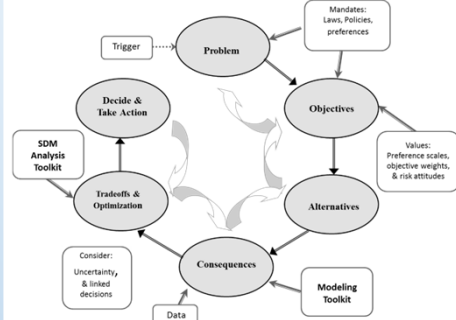 Mandates:
Laws, Policies,
preferences
Trigger
Problem
Decide &
Take Action
Objectives
SDM
Analysis
Toolkit
Values:
Preference scales,
objective weights,
& risk attitudes
Tradeoffs &
Optimization
Alternatives
Consider:
Uncertainty,
& linked
decisions
Consequences
Modeling
Toolkit
Data